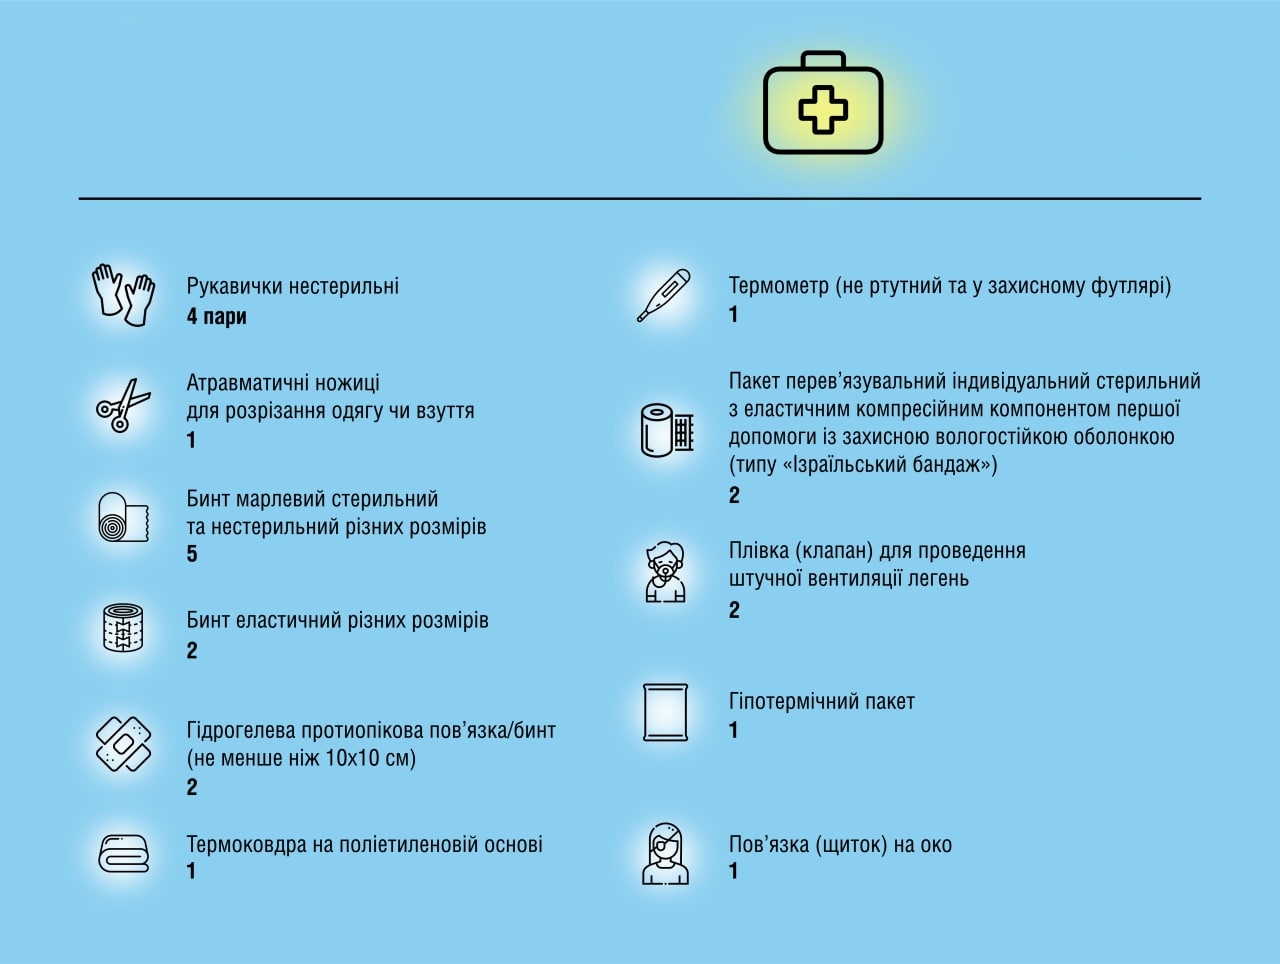 Рукавички нестерильні
4 пари
Атравматичні ножиці
для розрізання одягу чи взуття
1
Бинт марлевий стерильний
та нестерильний різних розмірів
5
Бинт еластичний різних розмірів
2
Гідрогелева протиопікова пов’язка/бинт
(не менше ніж 10х10 см)
2
Термоковдра на поліетиленовій основі
1
Термометр (не ртутний та у захисному футлярі)
1
Пакет перев’язувальний індивідуальний стерильний
з еластичним компресійним компонентом першої
допомоги із захисною вологостійкою оболонкою
(типу «Ізраїльський бандаж»)
2
Плівка (клапан) для проведення
штучної вентиляції легень
2
Гіпотермічний пакет
1
Пов’язка (щиток) на око
1